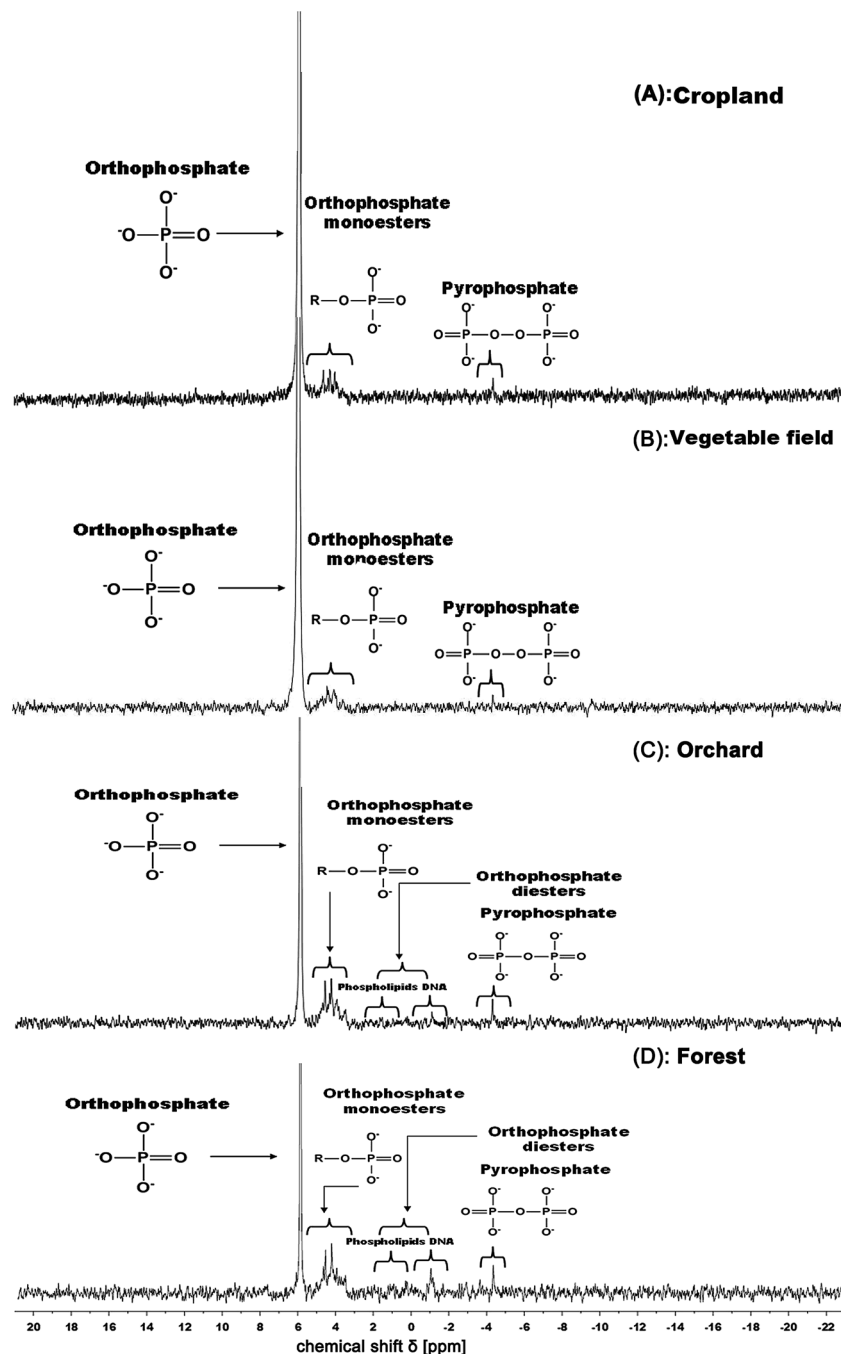 (A):Cropland
Orthophosphate
O-
-O—P=O
O-
Orthophosphate
monoesters
O-
R—O—P=O
O-
Pyrophosphate
O- O-
O=P—O—O—P=O
O- O-
(B):Vegetable field
Orthophosphate
O-
-O—P=O
O-
Orthophosphate
monoesters
O-
R—O—P=O
O-
Pyrophosphate
O- O-
O=P—O—O—P=O
O- O-
(C): Orchard
Orthophosphate
O-
-O—P=O
O-
Orthophosphate
monoesters
O-
R—O—P=O
O-
Orthophosphate
diesters
Pyrophosphate
O- O-
O=P—O—P=O
O- O-
Phospholipids DNA
(D): Forest
Orthophosphate
O-
-O—P=O
O-
Orthophosphate
monoesters
O-
R—O—P=O
O-
Orthophosphate
diesters
Pyrophosphate
O- O-
O=P—O—P=O
O- O-
Phospholipids DNA
20 18 16 14 12 10 8 6 4 2 0 -2 -4 -6 -8 -10 -12 -14 -16 -18 -20 -22
chemical shift δ [ppm]